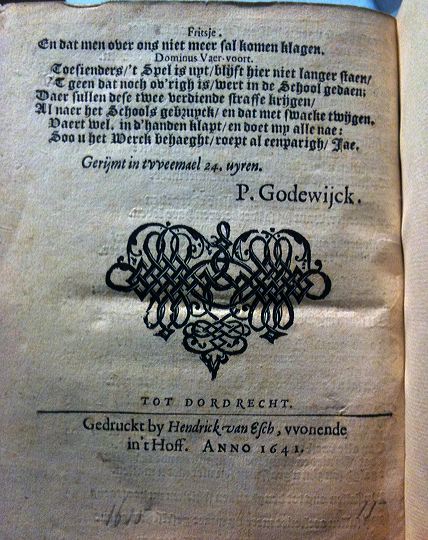 Fritsje.
En dat men over ons niet meer sal komen klagen.
Dominus Vaer-voort.
Toesienders/'t Spel is uyt/blijft hier niet langer staen/
'T geen dat noch ov'righ is/wert in de School gedaen;
Daer sullen dese twee verdiende straffe krijgen/
Al naer het Schools gebruyck/en dat met swacke twijgen.
Vaert wel, in d'handen klapt/en doet my alle nae:
Soo u het Werck behaeght/roept al eenparigh/Jae.
Gerijmt in tvveemael 24. uyren.
P. Godewijck.
TOT DORDRECHT.
Gedruckt by Hendrick van Esch, vvonende
in't Hoff. ANNO 1641.